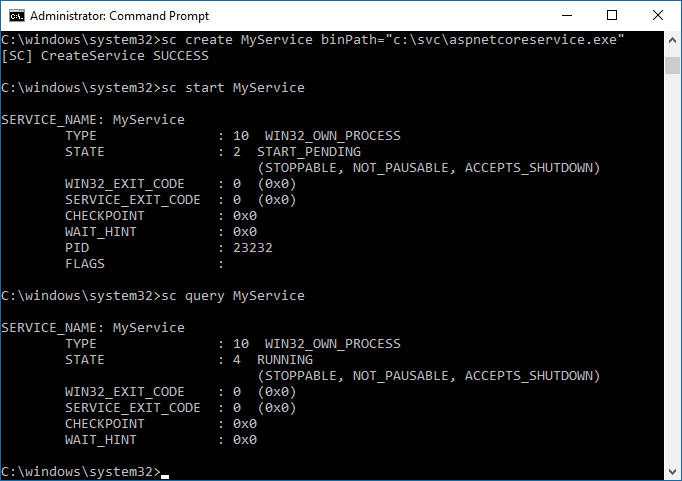 Administrator: Command Prompt
C:\windows\system32>sc create MyService binPath="c:\svc\aspnetcoreservice.exe"
[SC] CreateService SUCCESS
C:\windows\system32>sc start MyService
SERVICE_NAME: MyService
        TYPE               : 10  WIN32_OWN_PROCESS
        STATE              : 2  START_PENDING
                                (STOPPABLE, NOT_PAUSABLE, ACCEPTS_SHUTDOWN)
        WIN32_EXIT_CODE    : 0  (0x0)
        SERVICE_EXIT_CODE  : 0  (0x0)
        CHECKPOINT         : 0x0
        WAIT_HINT          : 0x0
        PID                : 23232
        FLAGS              :
C:\windows\system32>sc query MyService
SERVICE_NAME: MyService
        TYPE               : 10  WIN32_OWN_PROCESS
        STATE              : 4  RUNNING
                                (STOPPABLE, NOT_PAUSABLE, ACCEPTS_SHUTDOWN)
        WIN32_EXIT_CODE    : 0  (0x0)
        SERVICE_EXIT_CODE  : 0  (0x0)
        CHECKPOINT         : 0x0
        WAIT_HINT          : 0x0
C:\windows\system32>